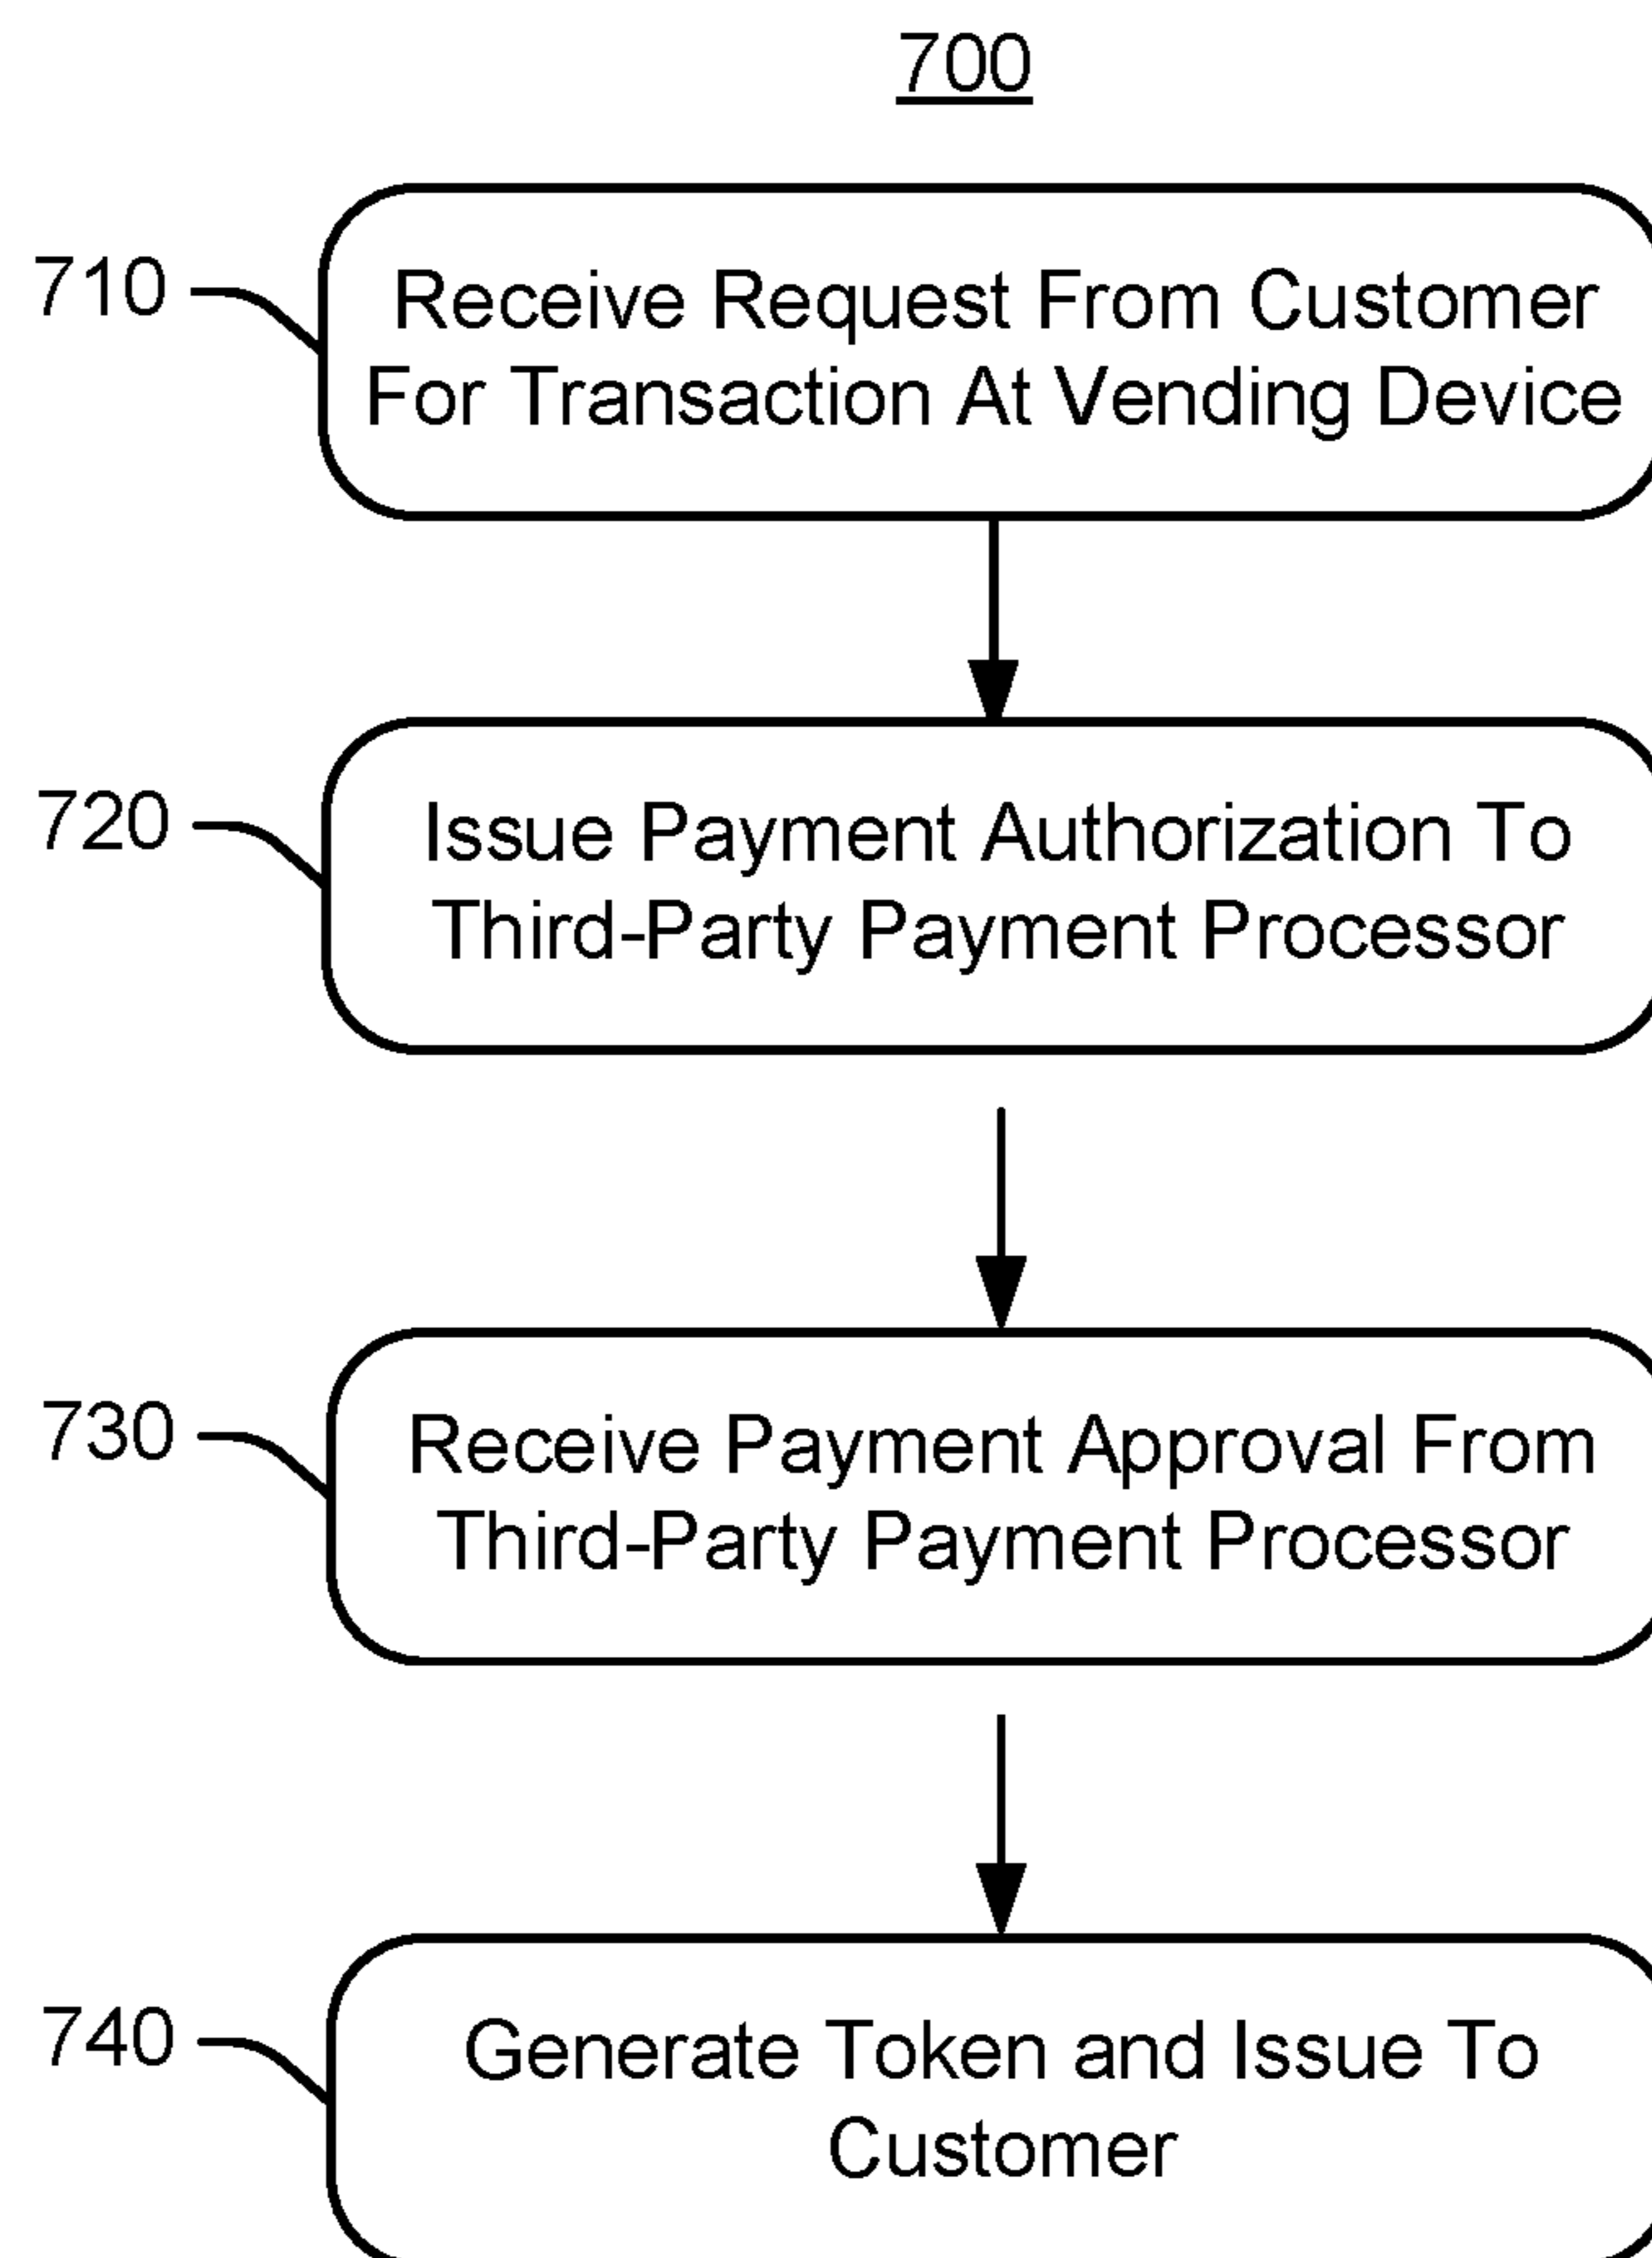 700
710
Receive Request From Customer
For Transaction At Vending Device
720
Issue Payment Authorization To
Third-Party Payment Processor
730
Receive Payment Approval From
Third-Party Payment Processor
740
Generate Token and Issue To
Customer